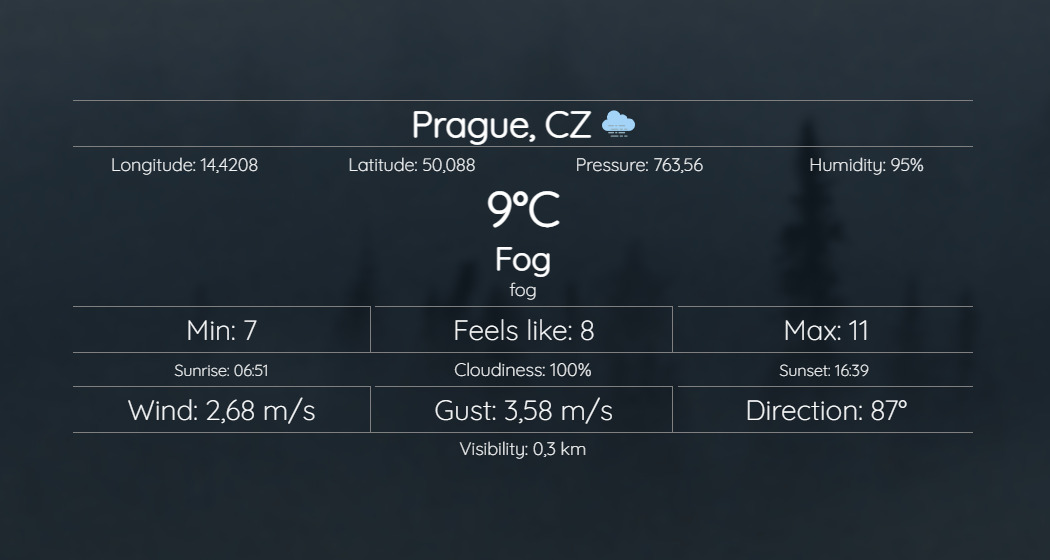 Prague, CZ
Longitude: 14,4208 Latitude: 50,088 Pressure: 763,56 Humidity: 95%
9°C
Fog
fog
Min: 7 Feels like: 8 Max: 11
Sunrise: 06:51 Cloudiness: 100% Sunset: 16:39
Wind: 2,68 m/s Gust: 3,58 m/s Direction: 87°
Visibility: 0,3 km